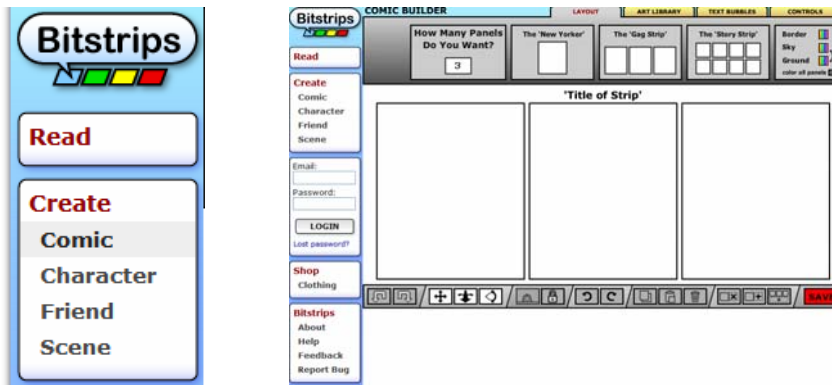 Bitstrips
Read
Create
Comic
Character
Friend
Scene
Bitstrips
Read
Create
Comic
Character
Friend
Scene
Email:
Password:
LOGIN
Lost password?
Shop
Clothing
Bitstrips
About
Help
Feedback
Report Bug
COMIC BUILDER
LAYOUT
ART LIBRARY
TEXT BUBBLES
CONTROLS
How Many Panels
Do You Want?
3
The 'New Yorker'
The 'Gag Strip'
The 'Story Strip'
Border
Sky
Ground
color all panels
'Title of Strip'
SAVE